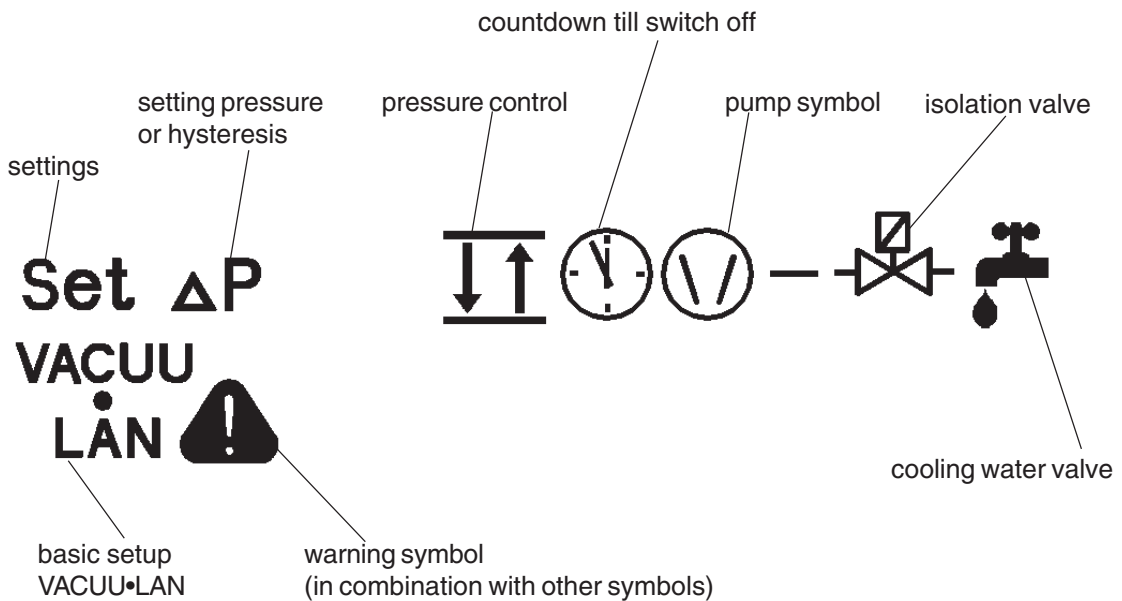 countdown till switch off
setting pressure
or hysteresis
pressure control
pump symbol
isolation valve
settings
Set ΔP
VACUU
•
LAN
cooling water valve
basic setup
VACUU•LAN
warning symbol
(in combination with other symbols)